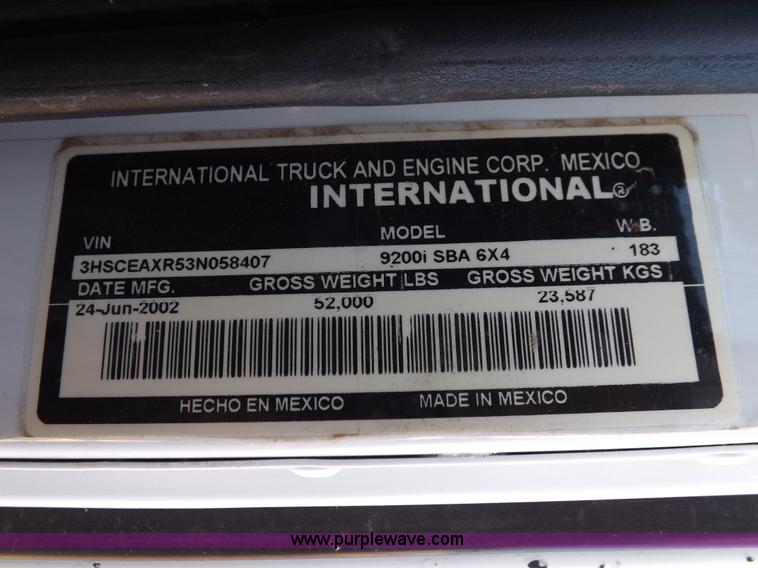 INTERNATIONAL TRUCK AND ENGINE CORP. MEXICO
INTERNATIONAL®
VIN MODEL W.B.
3HSCEAXR53N058407 9200i SBA 6X4 183
DATE MFG. GROSS WEIGHT LBS GROSS WEIGHT KGS
24-Jun-2002 52,000 23,587
HECHO EN MEXICO MADE IN MEXICO
www.purplewave.com